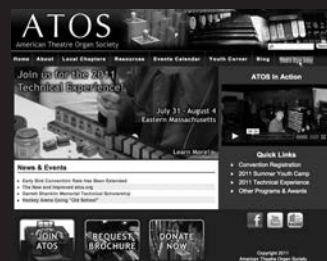 ATOS
American Theatre Organ Society
Home About Local Chapters Resources Events Calendar Youth Corner Blog
Join us for the 2011
Technical Experience!
July 31 - August 4
Eastern Massachusetts
Learn More
ATOS In Action
News & Events
Early Bird Convention Rate Has Been Extended
The New and Improved atos.org
Garrett Shanklin Memorial Technical Scholarship
Hockey Arena Going "Old School"
Quick Links
Convention Registration
2011 Summer Youth Camp
2011 Technical Experience
Other Programs & Awards
JOIN
ATOS
REQUEST
BROCHURE
DONATE
NOW
Copyright 2011
American Theatre Organ Society